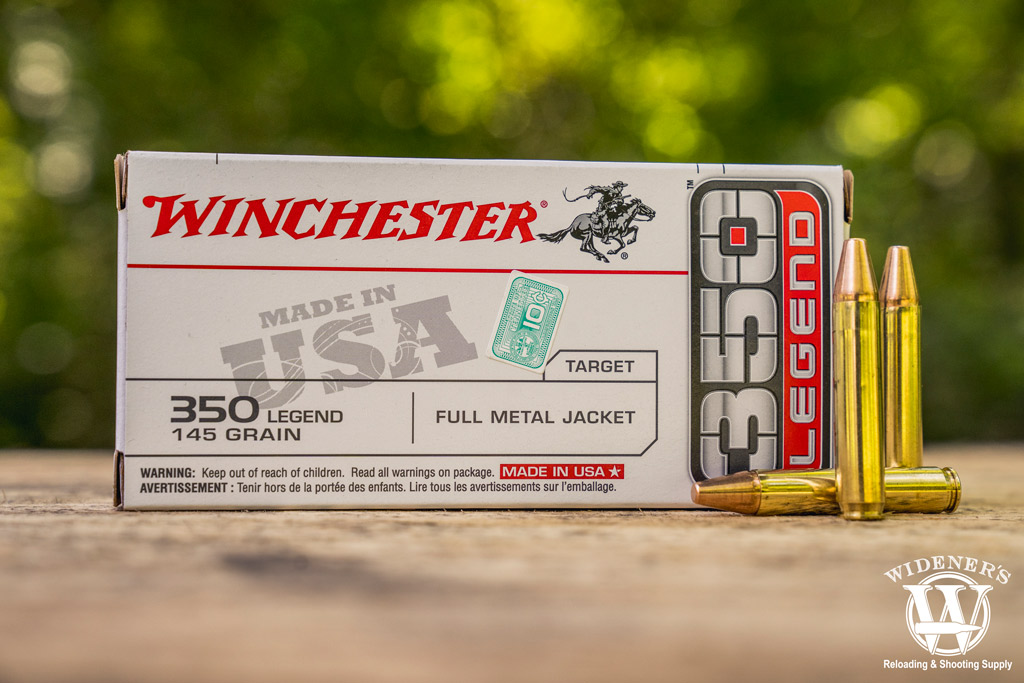 WINCHESTER®
®
™
350
LEGEND
MADE IN
USA
10¢
TARGET
350 LEGEND
145 GRAIN
FULL METAL JACKET
WARNING: Keep out of reach of children. Read all warnings on package. MADE IN USA
AVERTISSEMENT : Tenir hors de la portée des enfants. Lire tous les avertissements sur l'emballage.
WIDENER'S
W
Reloading & Shooting Supply